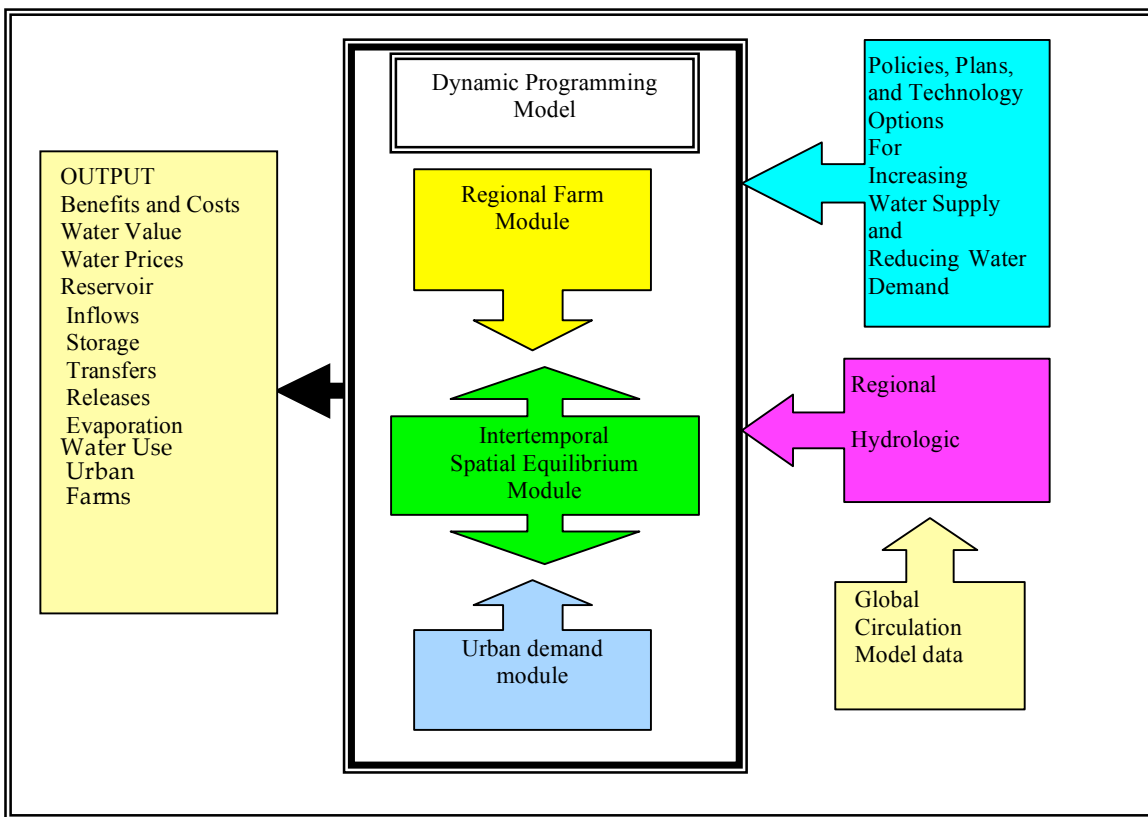 OUTPUT
Benefits and Costs
Water Value
Water Prices
Reservoir
Inflows
Storage
Transfers
Releases
Evaporation
Water Use
Urban
Farms
Dynamic Programming
Model
Regional Farm
Module
Intertemporal
Spatial Equilibrium
Module
Urban demand
module
Policies, Plans,
and Technology
Options
For
Increasing
Water Supply
and
Reducing Water
Demand
Regional
Hydrologic
Global
Circulation
Model data